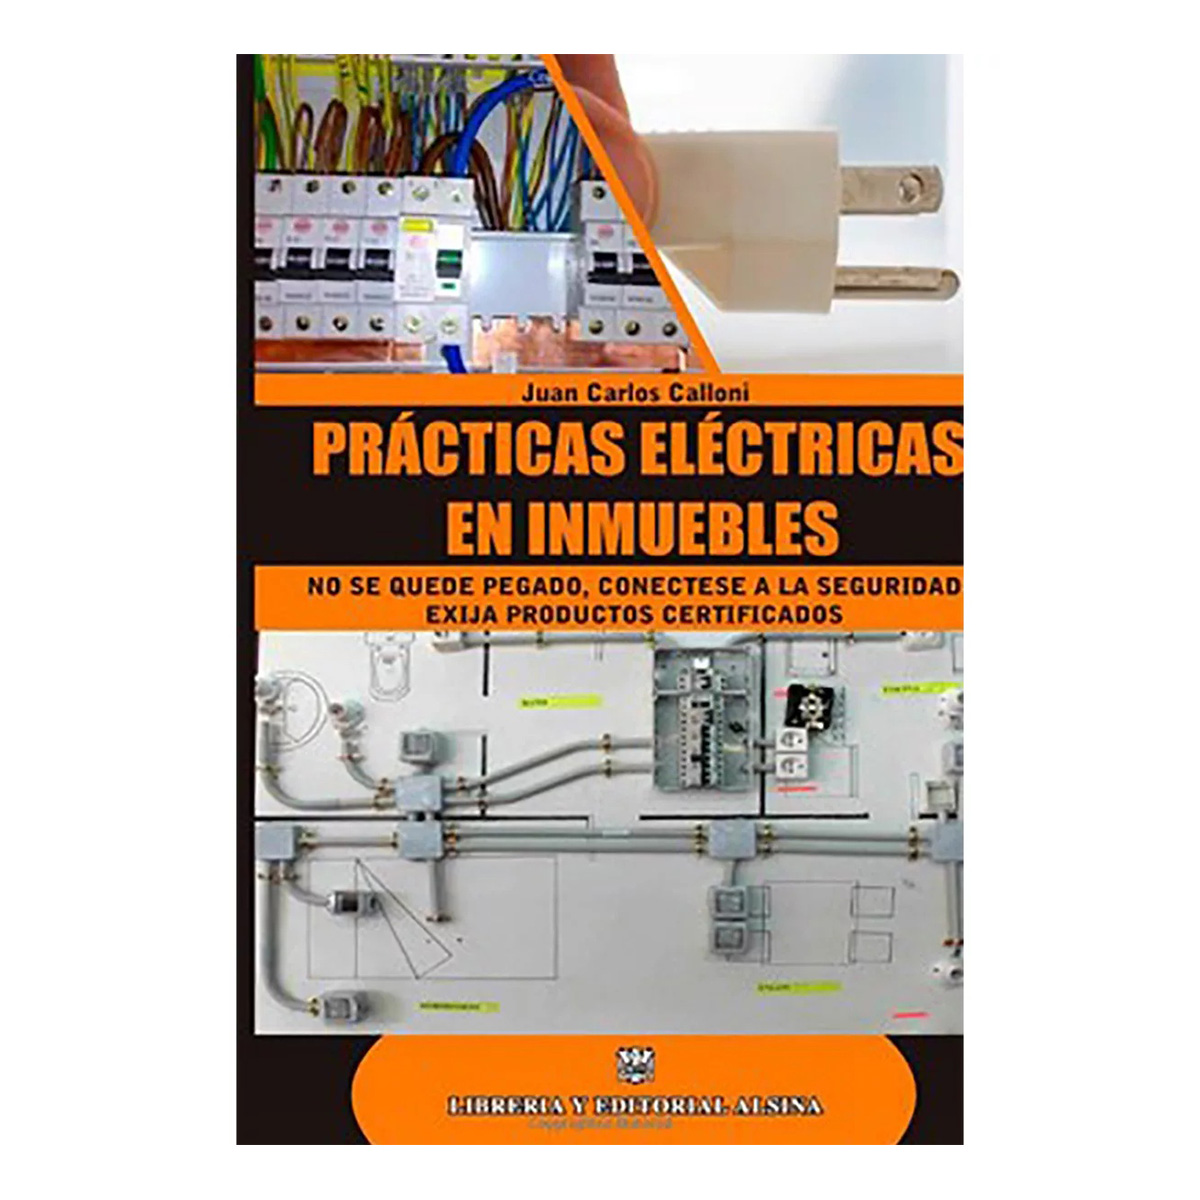 Juan Carlos Calloni
PRÁCTICAS ELÉCTRICAS
EN INMUEBLES
NO SE QUEDE PEGADO, CONECTESE A LA SEGURIDAD
EXIJA PRODUCTOS CERTIFICADOS
LIBRERIA Y EDITORIAL ALSINA